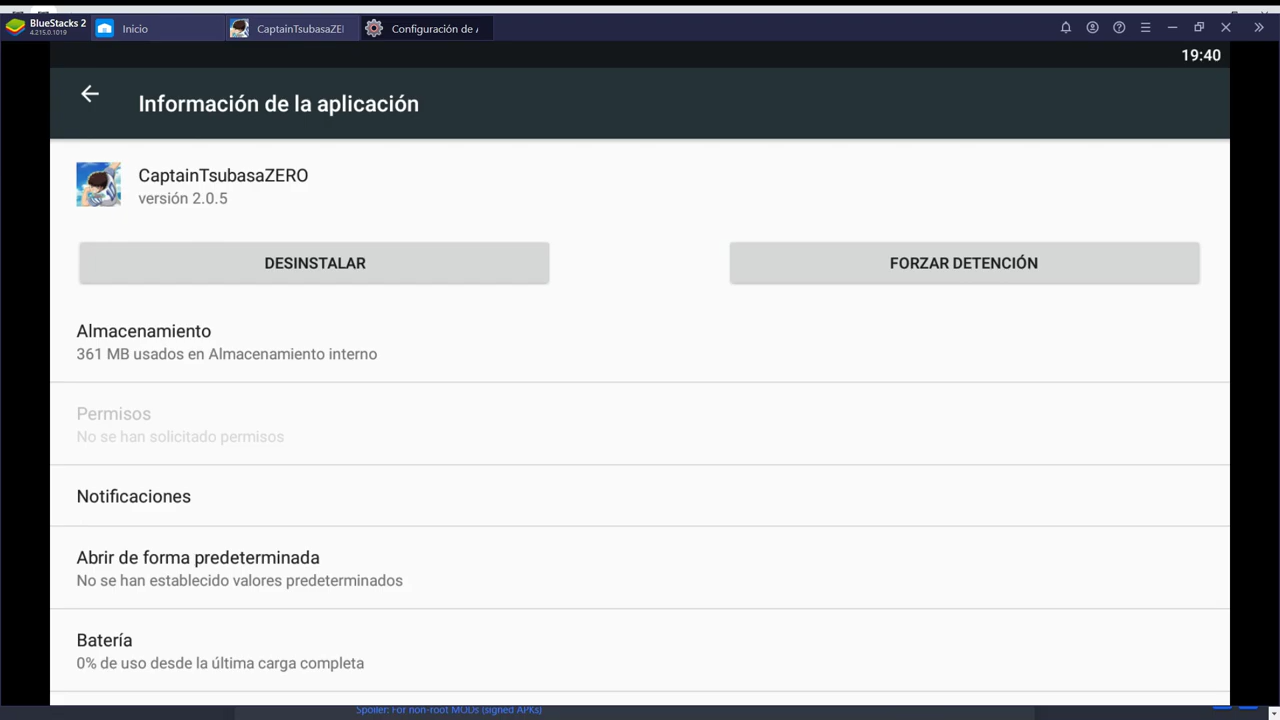 BlueStacks 2
4.215.0.1019
Inicio
CaptainTsubasaZE
Configuración de
19:40
Información de la aplicación
CaptainTsubasaZERO
versión 2.0.5
DESINSTALAR
FORZAR DETENCIÓN
Almacenamiento
361 MB usados en Almacenamiento interno
Permisos
No se han solicitado permisos
Notificaciones
Abrir de forma predeterminada
No se han establecido valores predeterminados
Batería
0% de uso desde la última carga completa
Spoiler: For non-root MODs (signed APKs)